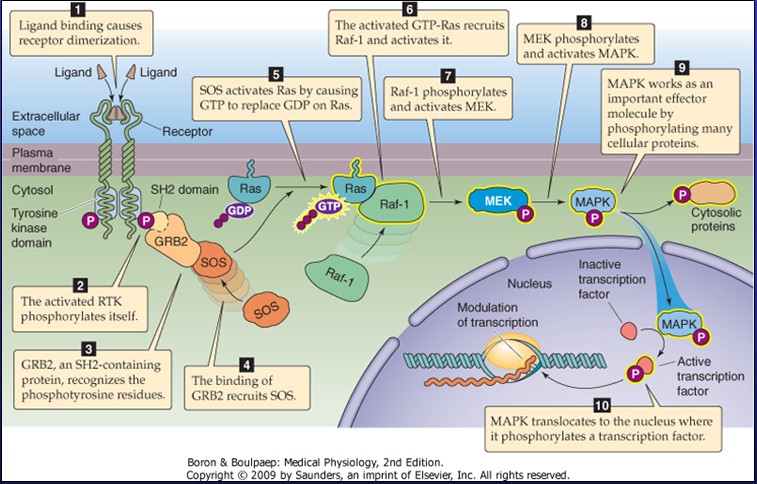 1
Ligand binding causes
receptor dimerization.
Ligand
Ligand
Extracellular
space
Receptor
Plasma
membrane
Cytosol
SH2 domain
Tyrosine
kinase
domain
P
P
GRB2
SOS
SOS
2
The activated RTK
phosphorylates itself.
3
GRB2, an SH2-containing
protein, recognizes the
phosphotyrosine residues.
4
The binding of
GRB2 recruits SOS.
5
SOS activates Ras by causing
GTP to replace GDP on Ras.
Ras
GDP
Ras
GTP
Raf-1
Raf-1
6
The activated GTP-Ras recruits
Raf-1 and activates it.
7
Raf-1 phosphorylates
and activates MEK.
MEK
P
8
MEK phosphorylates
and activates MAPK.
MAPK
P
9
MAPK works as an
important effector
molecule by
phosphorylating many
cellular proteins.
P
Cytosolic
proteins
Nucleus
Inactive
transcription
factor
Modulation
of transcription
MAPK
P
P
Active
transcription
factor
10
MAPK translocates to the nucleus where
it phosphorylates a transcription factor.
Boron & Boulpaep: Medical Physiology, 2nd Edition.
Copyright © 2009 by Saunders, an imprint of Elsevier, Inc. All rights reserved.